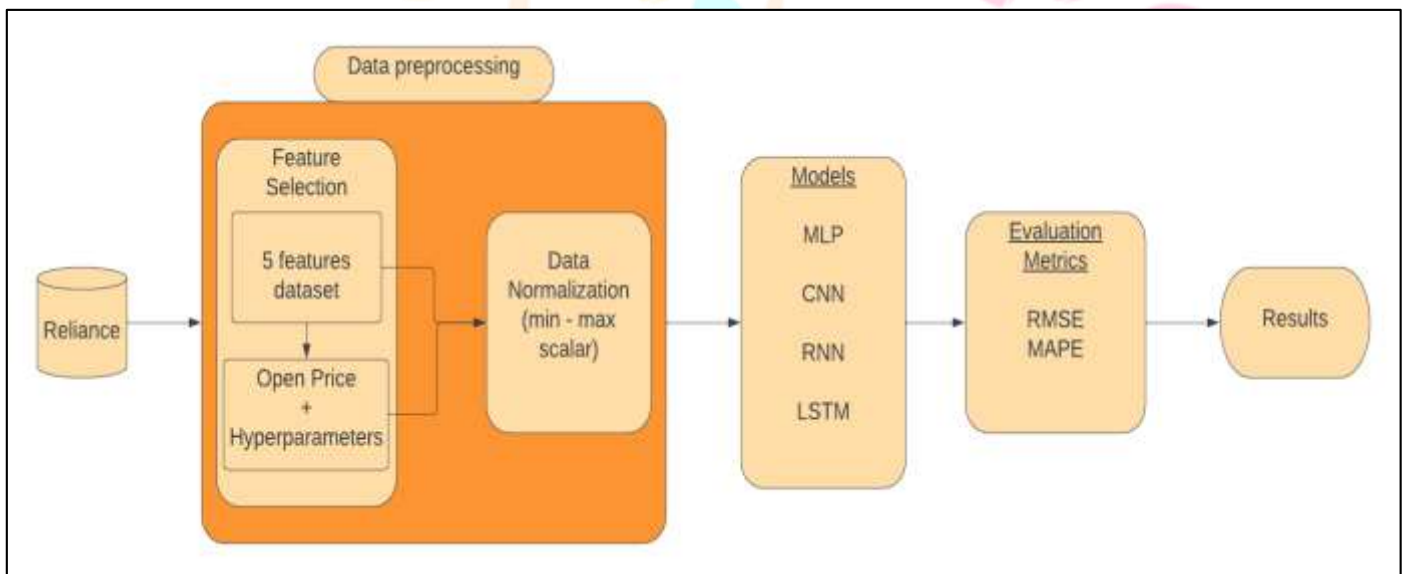 Data preprocessing
Feature
Selection
5 features
dataset
Open Price
+
Hyperparameters
Data
Normalization
(min - max
scalar)
Reliance
Models
MLP
CNN
RNN
LSTM
Evaluation
Metrics
RMSE
MAPE
Results